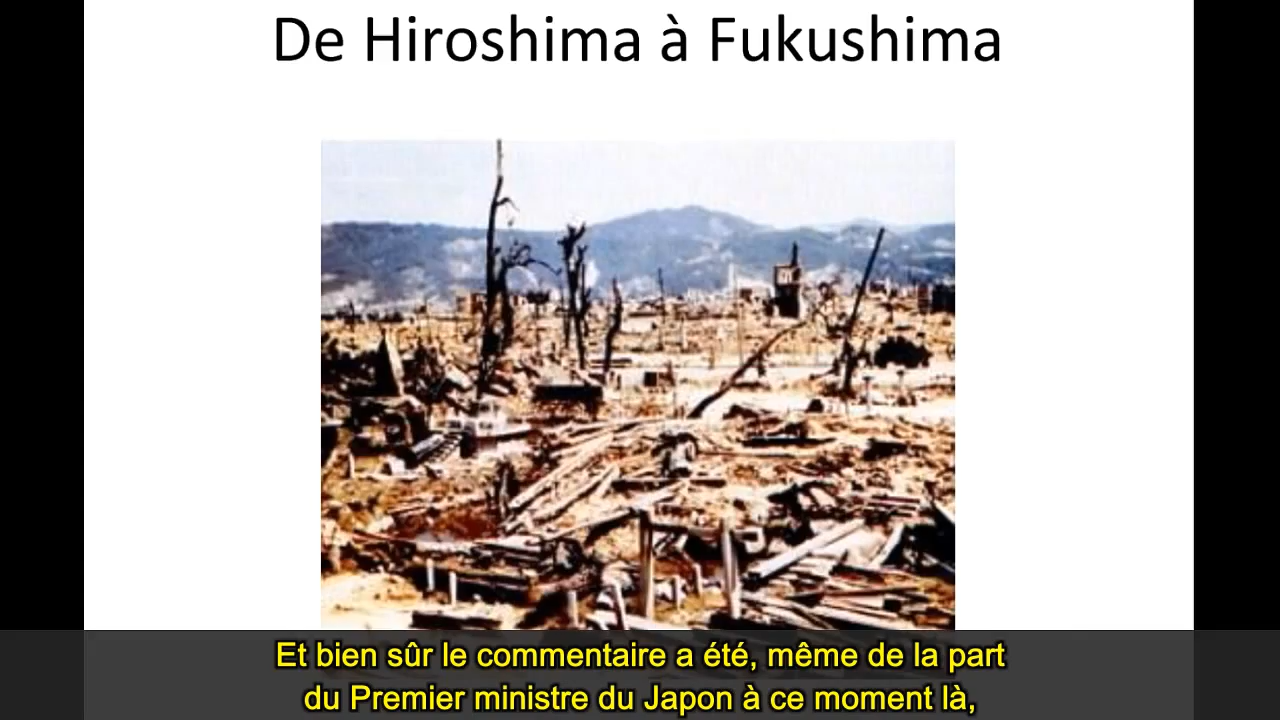 De Hiroshima à Fukushima
Et bien sûr le commentaire a été, même de la part
du Premier ministre du Japon à ce moment là,